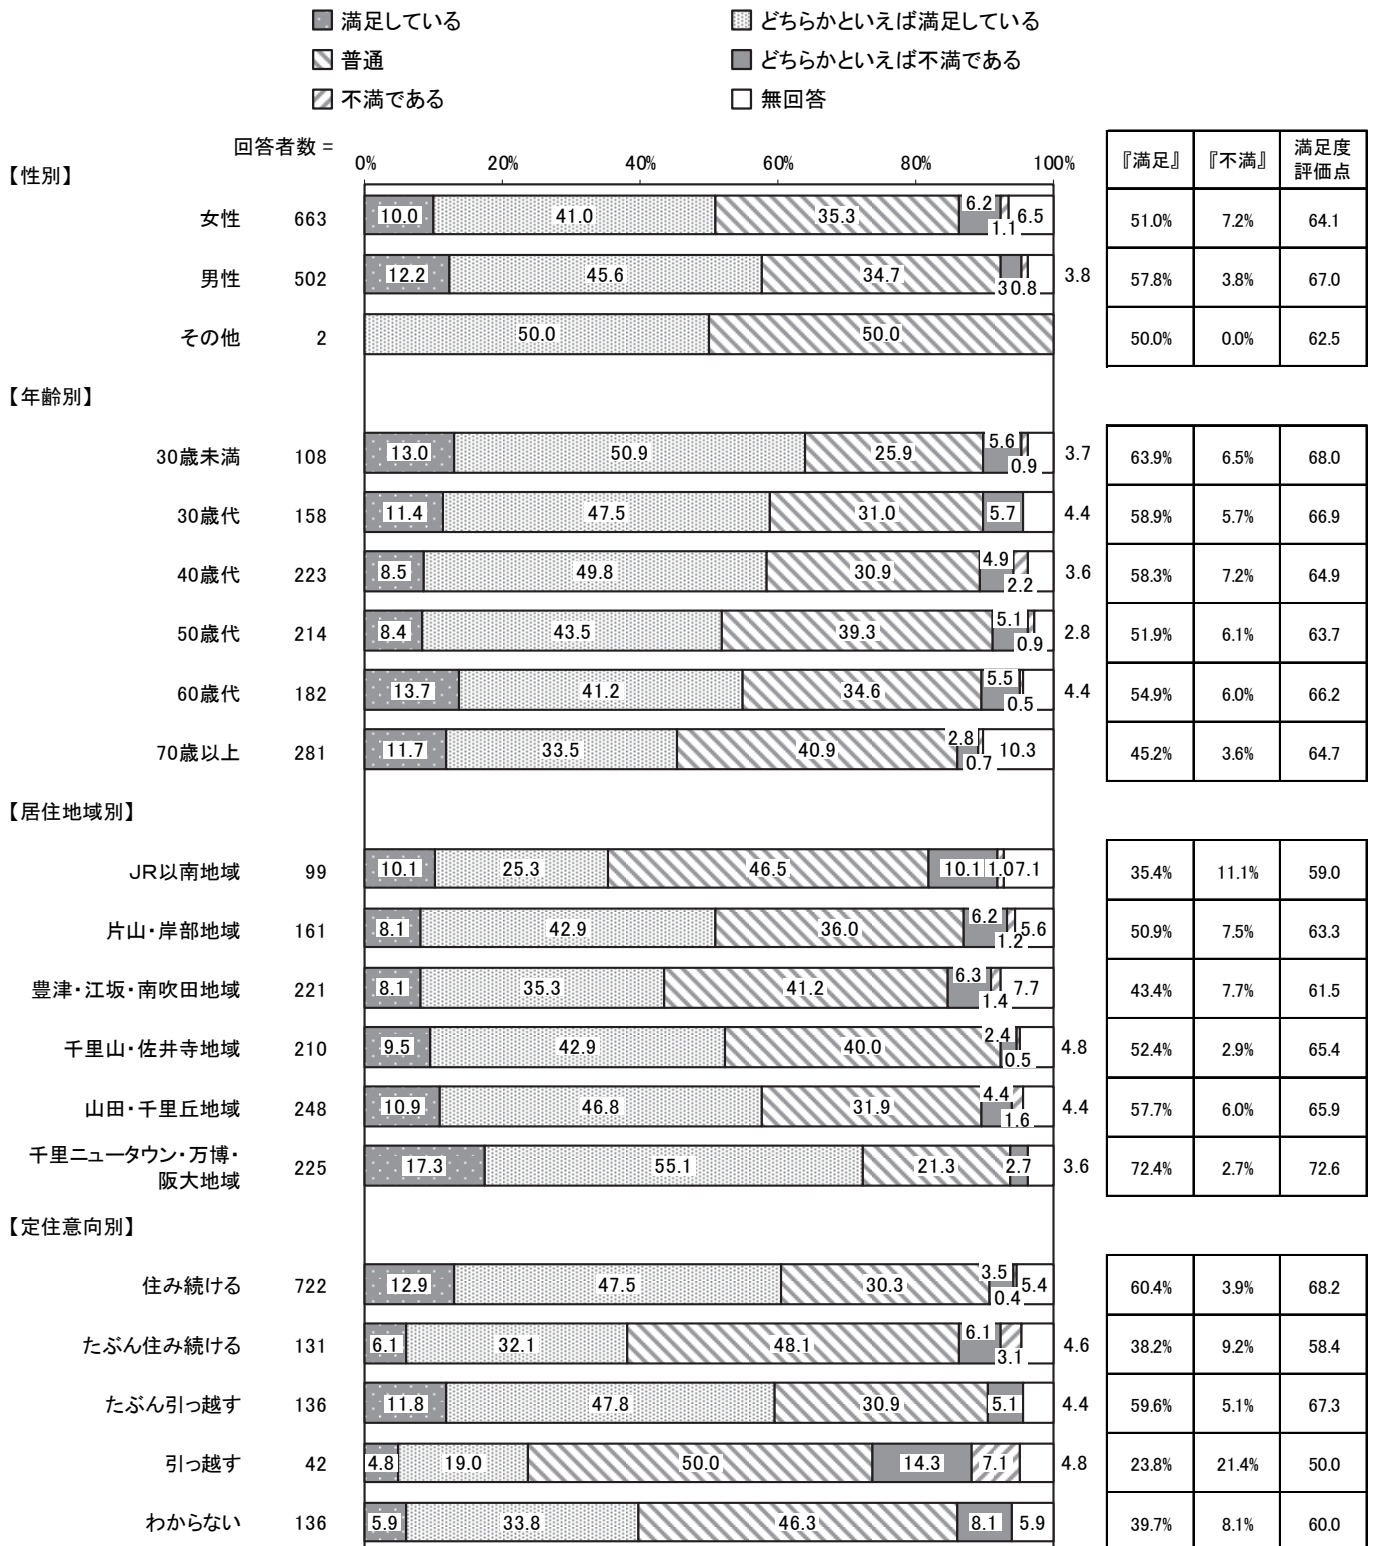 満足している どちらかといえば満足している
普通 どちらかといえば不満である
不満である 無回答
回答者数 = 0% 20% 40% 60% 80% 100% 『満足』 『不満』 満足度評価点
【性別】
女性 663 10.0 41.0 35.3 6.2 1.1 6.5 51.0% 7.2% 64.1
男性 502 12.2 45.6 34.7 3 0.8 3.8 57.8% 3.8% 67.0
その他 2 50.0 50.0 50.0% 0.0% 62.5
【年齢別】
30歳未満 108 13.0 50.9 25.9 5.6 0.9 3.7 63.9% 6.5% 68.0
30歳代 158 11.4 47.5 31.0 5.7 4.4 58.9% 5.7% 66.9
40歳代 223 8.5 49.8 30.9 4.9 2.2 3.6 58.3% 7.2% 64.9
50歳代 214 8.4 43.5 39.3 5.1 0.9 2.8 51.9% 6.1% 63.7
60歳代 182 13.7 41.2 34.6 5.5 0.5 4.4 54.9% 6.0% 66.2
70歳以上 281 11.7 33.5 40.9 2.8 0.7 10.3 45.2% 3.6% 64.7
【居住地域別】
JR以南地域 99 10.1 25.3 46.5 10.1 1.0 7.1 35.4% 11.1% 59.0
片山・岸部地域 161 8.1 42.9 36.0 6.2 1.2 5.6 50.9% 7.5% 63.3
豊津・江坂・南吹田地域 221 8.1 35.3 41.2 6.3 1.4 7.7 43.4% 7.7% 61.5
千里山・佐井寺地域 210 9.5 42.9 40.0 2.4 0.5 4.8 52.4% 2.9% 65.4
山田・千里丘地域 248 10.9 46.8 31.9 4.4 1.6 4.4 57.7% 6.0% 65.9
千里ニュータウン・万博・
阪大地域 225 17.3 55.1 21.3 2.7 3.6 72.4% 2.7% 72.6
【定住意向別】
住み続ける 722 12.9 47.5 30.3 3.5 0.4 5.4 60.4% 3.9% 68.2
たぶん住み続ける 131 6.1 32.1 48.1 6.1 3.1 4.6 38.2% 9.2% 58.4
たぶん引っ越す 136 11.8 47.8 30.9 5.1 4.4 59.6% 5.1% 67.3
引っ越す 42 4.8 19.0 50.0 14.3 7.1 4.8 23.8% 21.4% 50.0
わからない 136 5.9 33.8 46.3 8.1 5.9 39.7% 8.1% 60.0